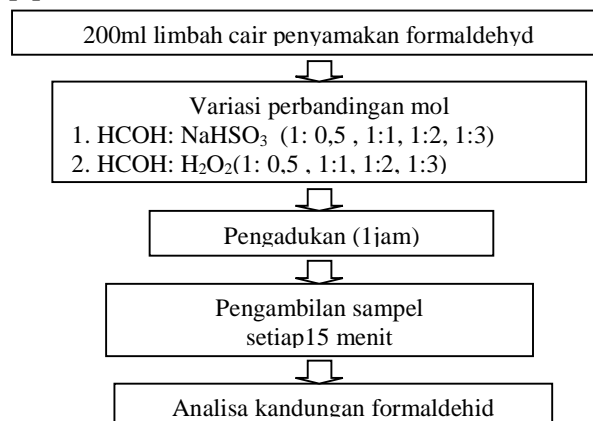 200ml limbah cair penyamakan formaldehyd
Variasi perbandingan mol
1. HCOH: NaHSO₃ (1: 0,5 , 1:1, 1:2, 1:3)
2. HCOH: H₂O₂(1: 0,5 , 1:1, 1:2, 1:3)
Pengadukan (1jam)
Pengambilan sampel
setiap15 menit
Analisa kandungan formaldehid